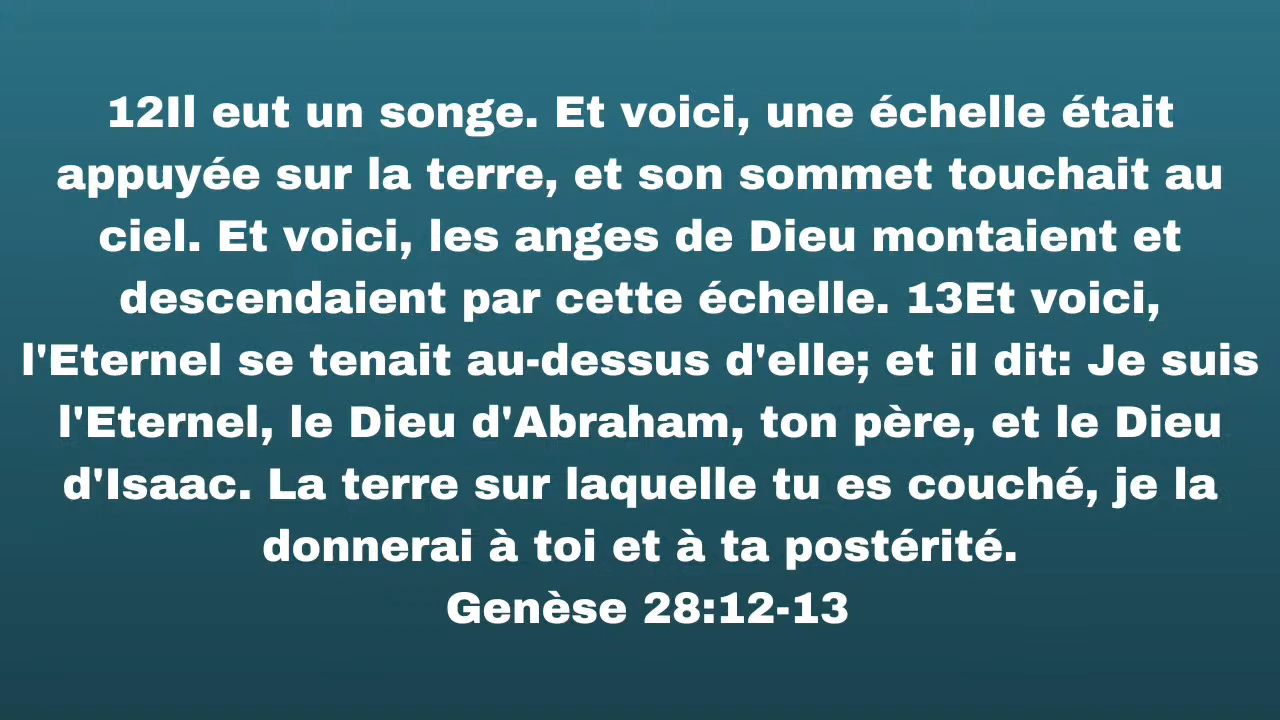 12Il eut un songe. Et voici, une échelle était
appuyée sur la terre, et son sommet touchait au
ciel. Et voici, les anges de Dieu montaient et
descendaient par cette échelle. 13Et voici,
l'Eternel se tenait au-dessus d'elle; et il dit: Je suis
l'Eternel, le Dieu d'Abraham, ton père, et le Dieu
d'Isaac. La terre sur laquelle tu es couché, je la
donnerai à toi et à ta postérité.
Genèse 28:12-13